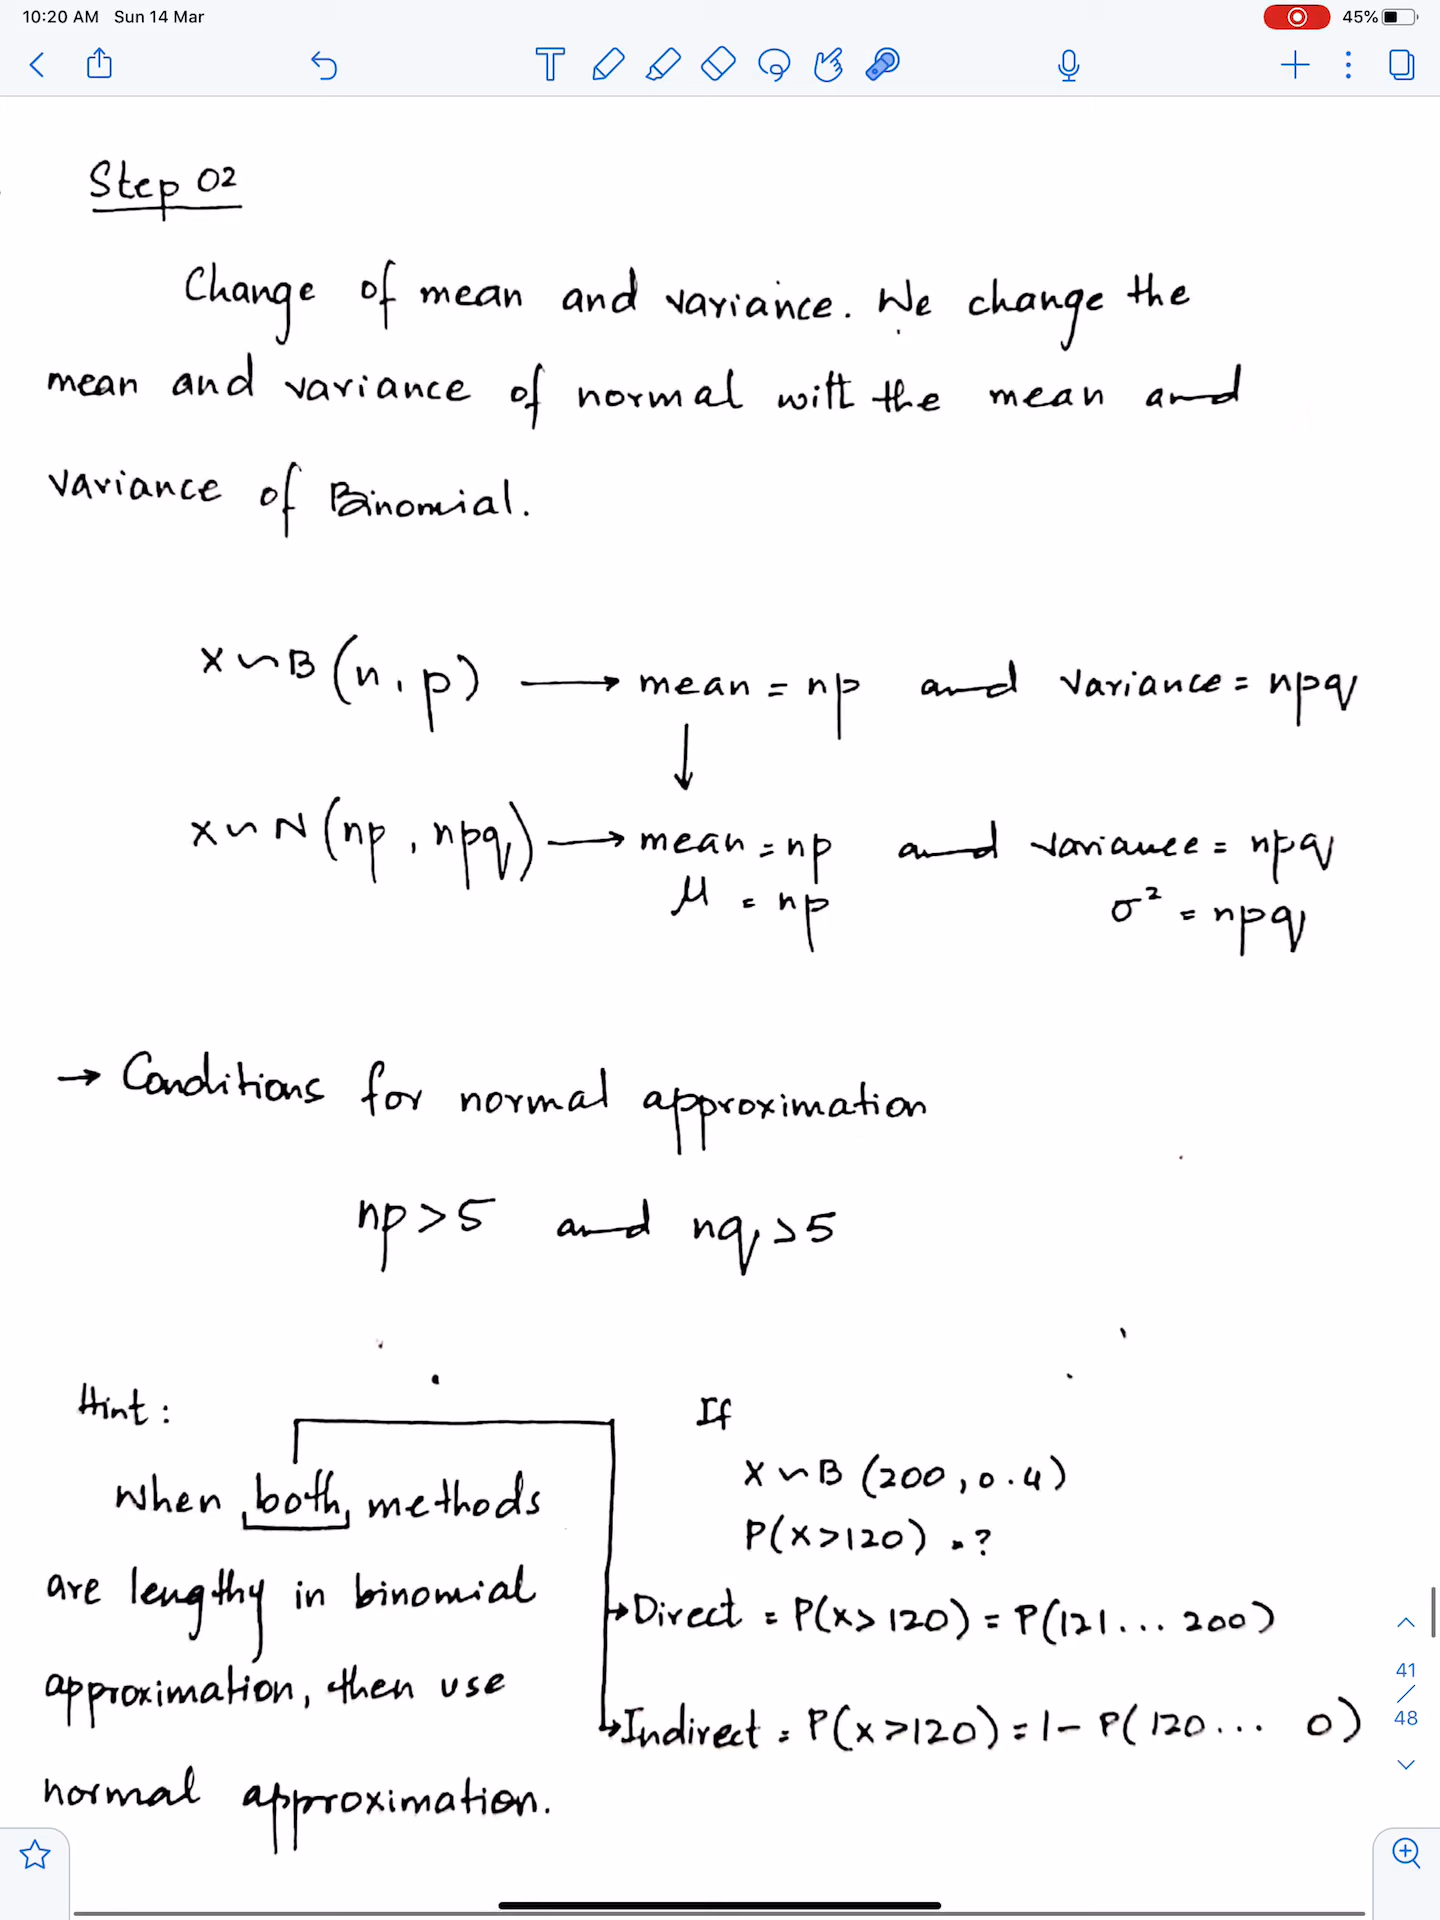 10:20 AM Sun 14 Mar
45%
Step 02
Change of mean and variance. We change the
mean and variance of normal with the mean and
variance of Binomial.
X ~ B (n, p) → mean = np and variance = npq
↓
X ~ N (np, npq) → mean = np and variance = npq
μ = np σ² = npq
→ Conditions for normal approximation
np > 5 and nq > 5
Hint:
When both methods
are lengthy in binomial
approximation, then use
normal approximation.
If
X ~ B (200, 0.4)
P(X > 120) = ?
→ Direct = P(X > 120) = P(121... 200)
→ Indirect = P(X > 120) = 1 - P(120... 0)
41
/
48